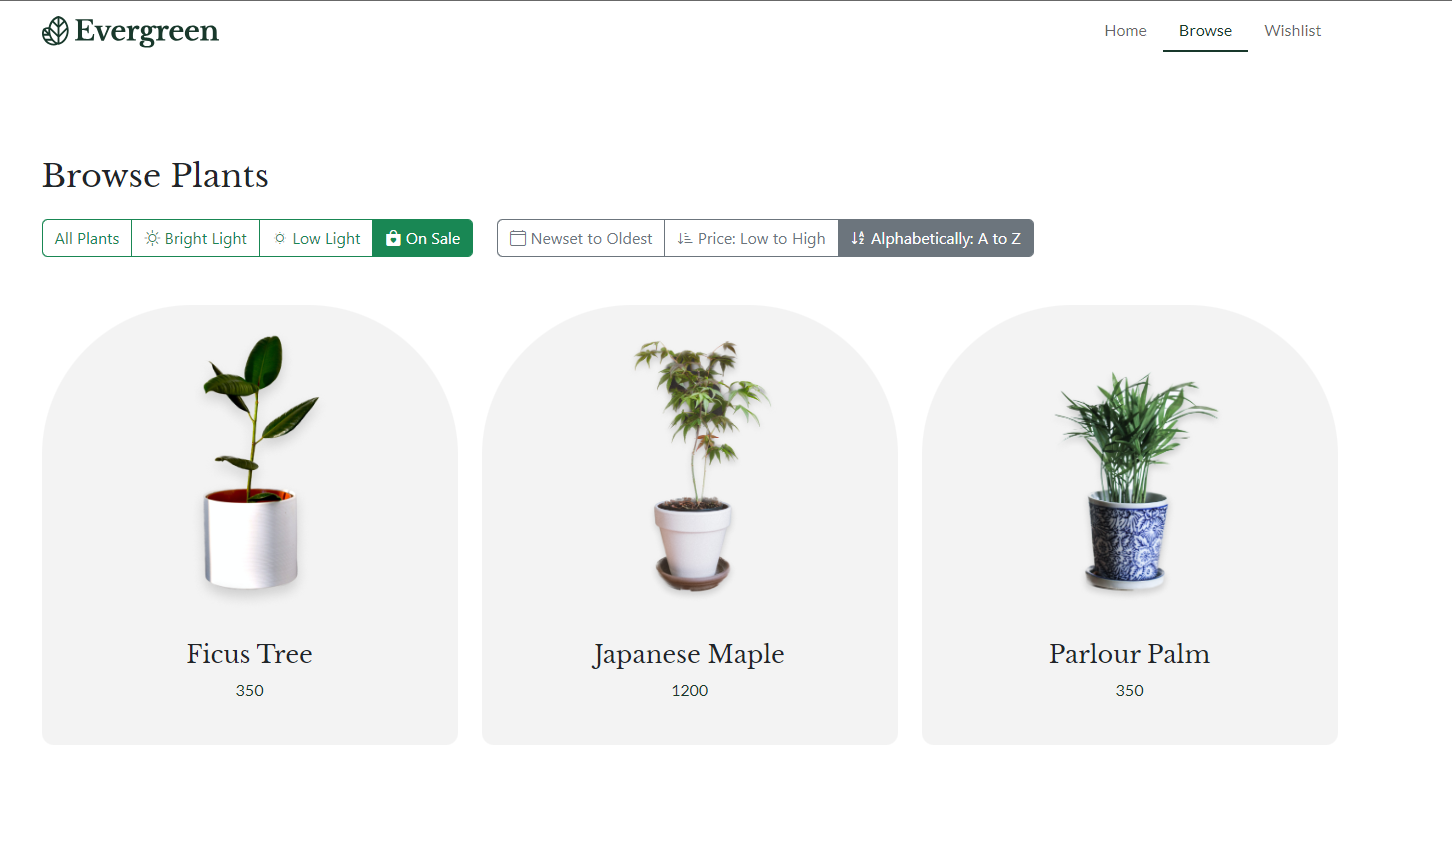 Evergreen
Home Browse Wishlist
Browse Plants
All Plants Bright Light Low Light On Sale Newset to Oldest Price: Low to High Alphabetically: A to Z
Ficus Tree
350
Japanese Maple
1200
Parlour Palm
350